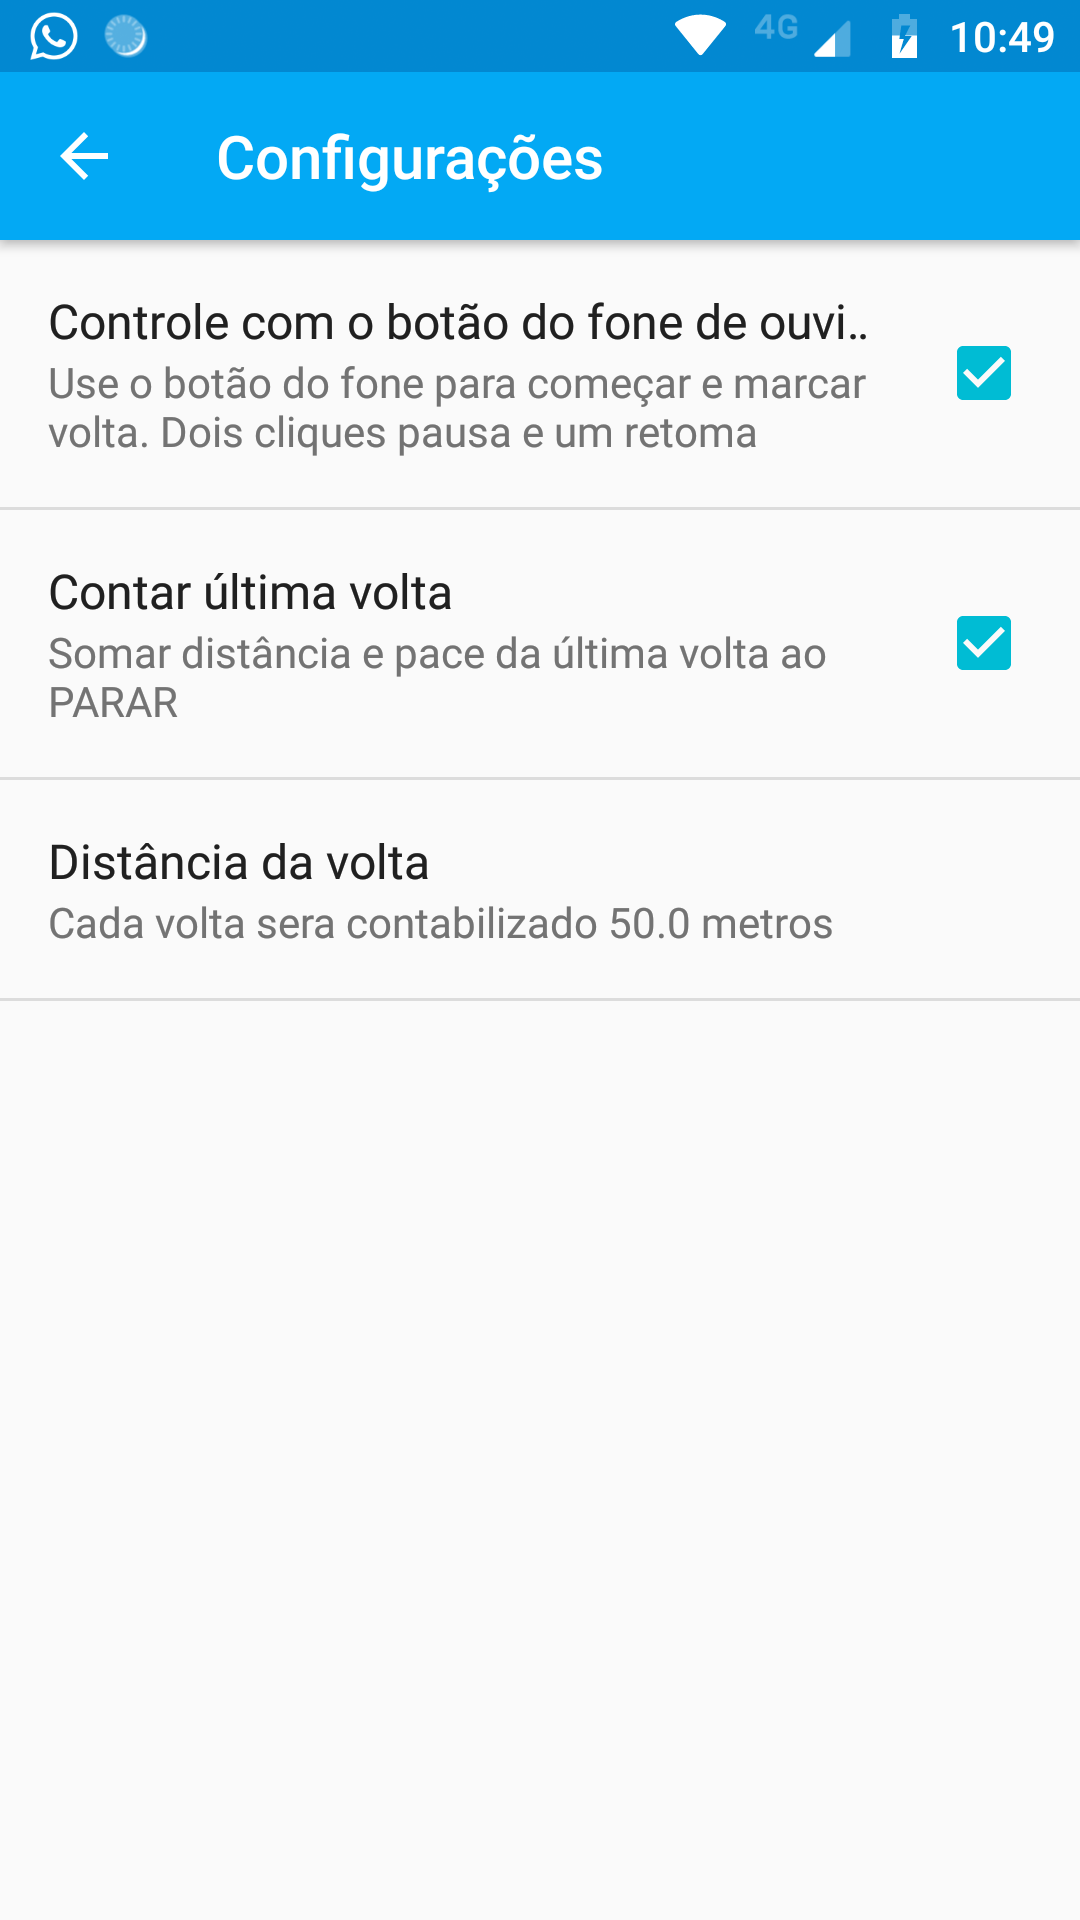 4G 10:49
Configurações
Controle com o botão do fone de ouvi..
Use o botão do fone para começar e marcar
volta. Dois cliques pausa e um retoma
Contar última volta
Somar distância e pace da última volta ao
PARAR
Distância da volta
Cada volta sera contabilizado 50.0 metros